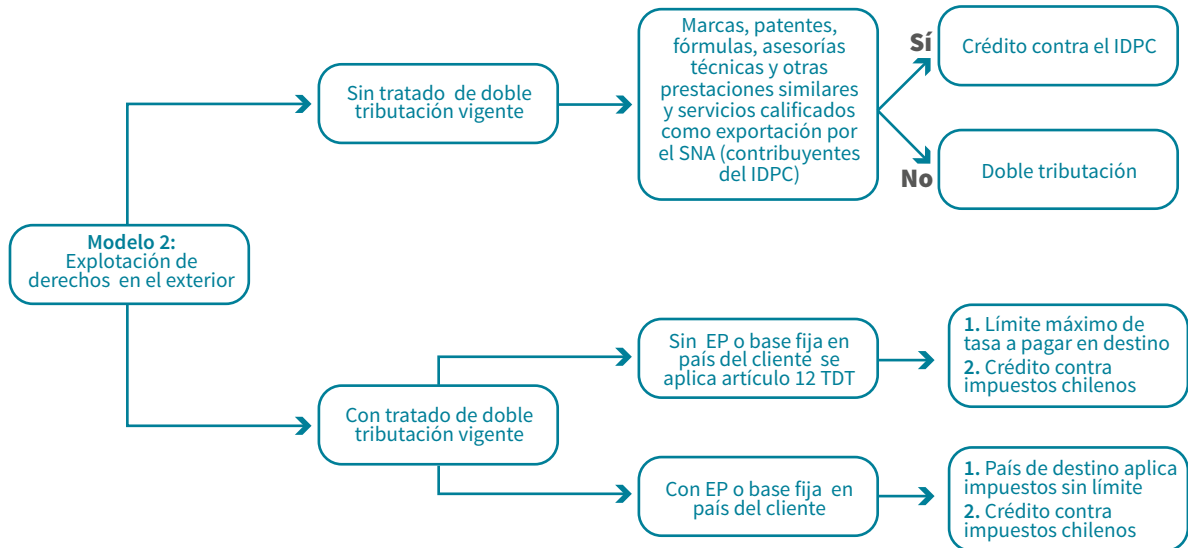 Modelo 2:
Explotación de
derechos en el exterior
Sin tratado de doble
tributación vigente
Marcas, patentes,
fórmulas, asesorías
técnicas y otras
prestaciones similares
y servicios calificados
como exportación por
el SNA (contribuyentes
del IDPC)
Sí
Crédito contra el IDPC
No
Doble tributación
Con tratado de doble
tributación vigente
Sin EP o base fija en
país del cliente se
aplica artículo 12 TDT
1. Límite máximo de
tasa a pagar en destino
2. Crédito contra
impuestos chilenos
Con EP o base fija en
país del cliente
1. País de destino aplica
impuestos sin límite
2. Crédito contra
impuestos chilenos